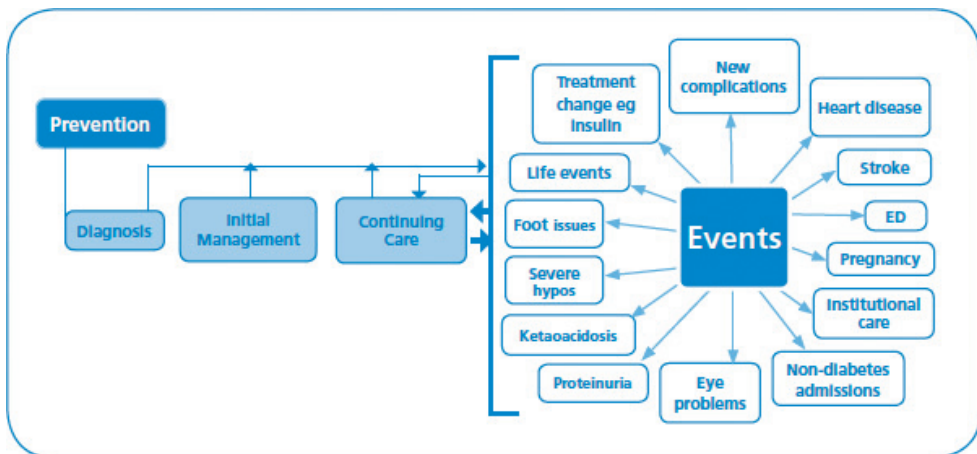 Prevention
Diagnosis
Initial
Management
Continuing
Care
Events
Treatment
change eg
insulin
New
complications
Heart disease
Life events
Stroke
Foot issues
ED
Severe
hypos
Pregnancy
Ketaoacidosis
Institutional
care
Proteinuria
Eye
problems
Non-diabetes
admissions